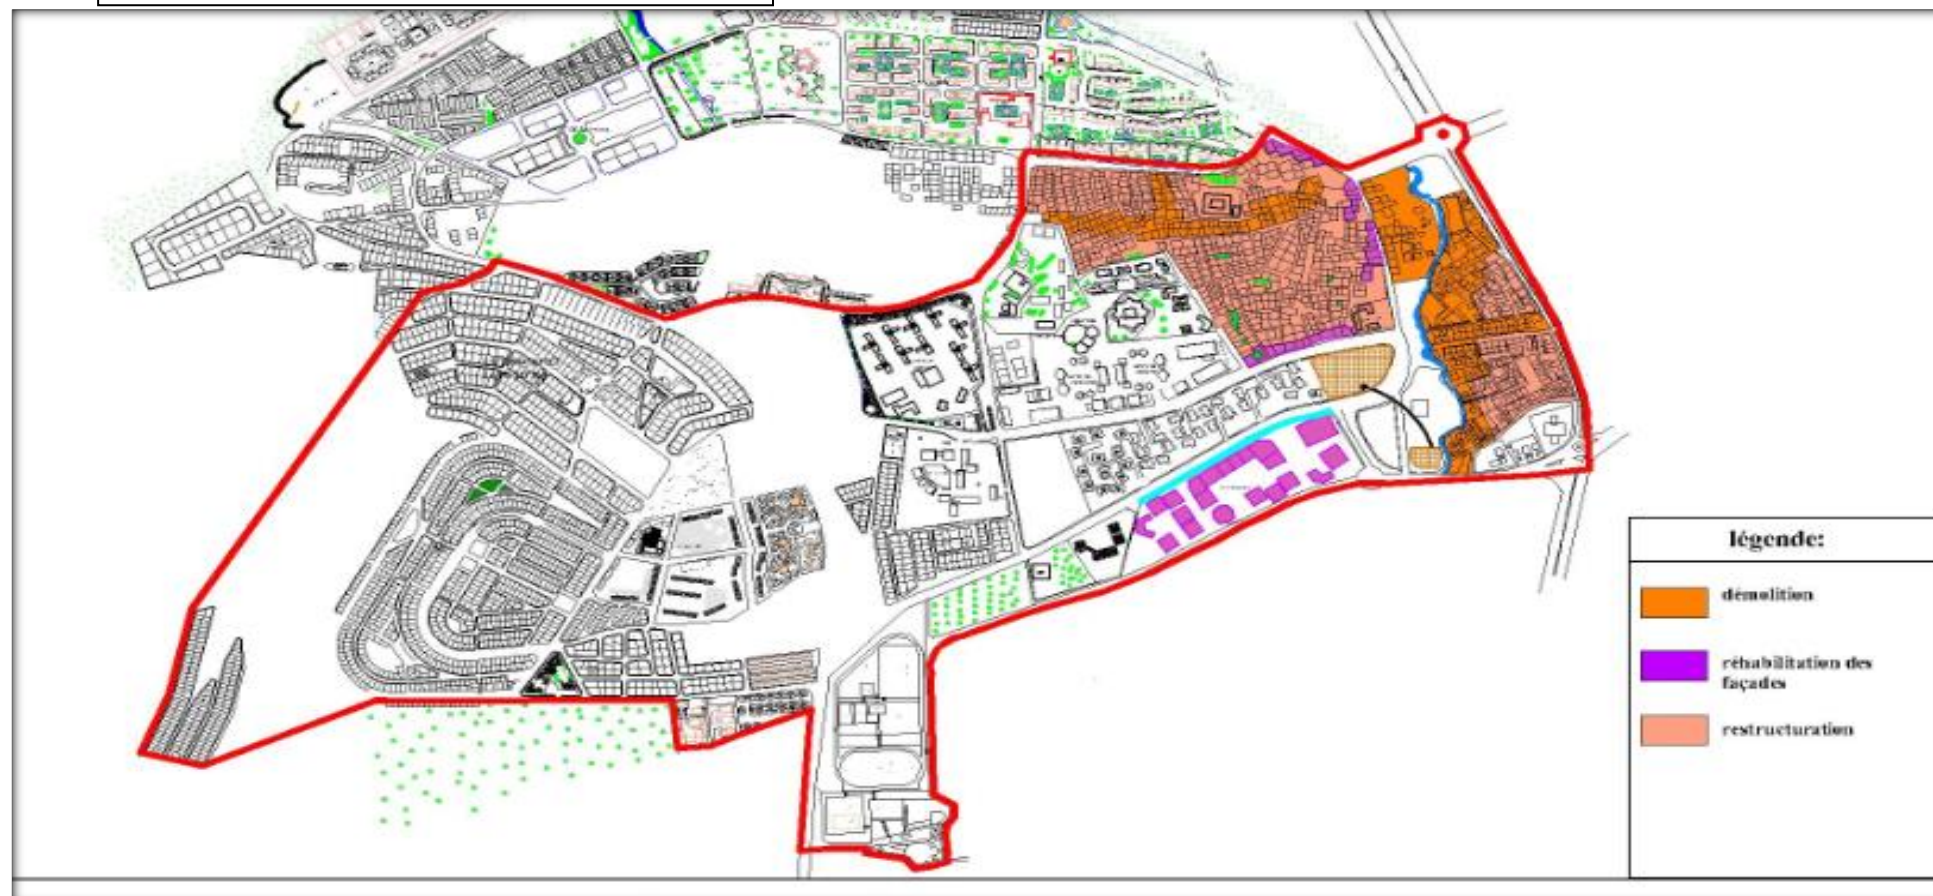 légende:
démolition
réhabilitation des
façades
restructuration